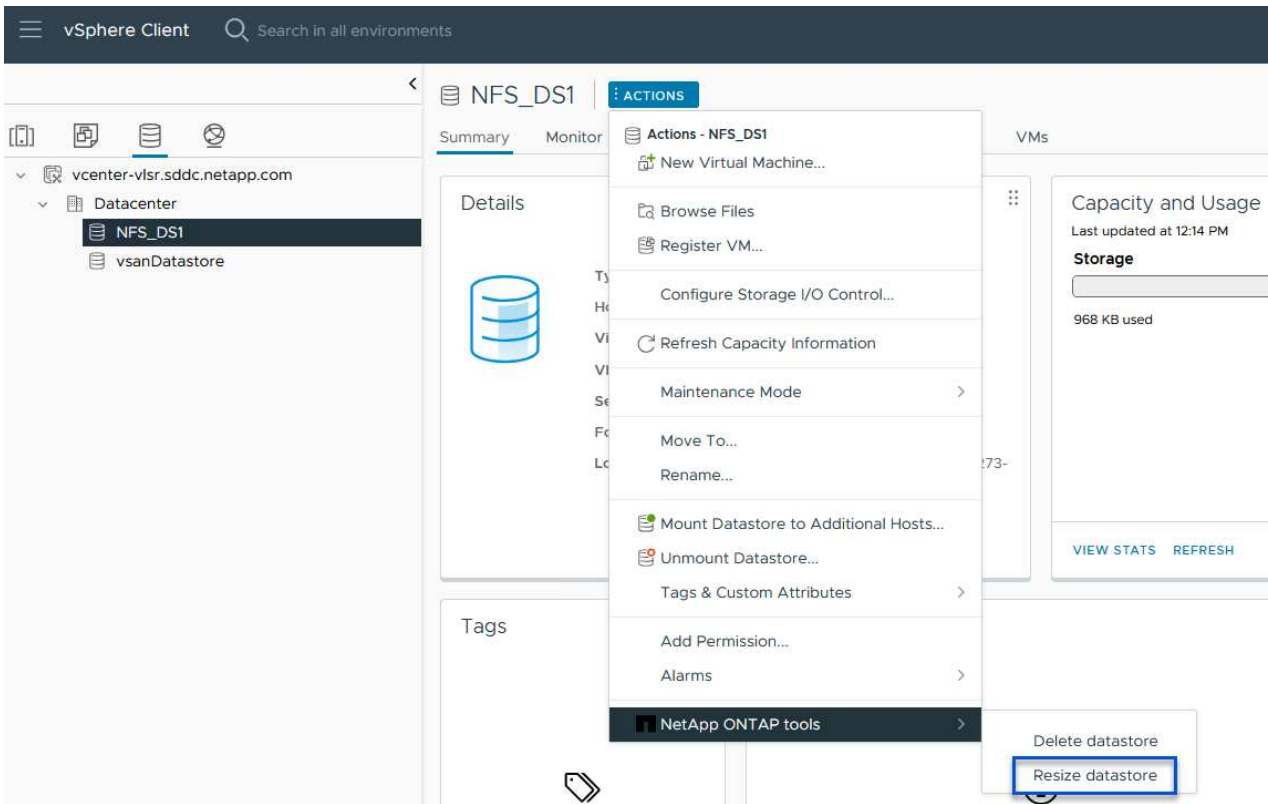 vSphere Client
Search in all environments
NFS_DS1
ACTIONS
Summary
Monitor
VMs
vcenter-vlsr.sddc.netapp.com
Datacenter
NFS_DS1
vsanDatastore
Actions - NFS_DS1
New Virtual Machine...
Browse Files
Register VM...
Configure Storage I/O Control...
Refresh Capacity Information
Maintenance Mode
Move To...
Rename...
Mount Datastore to Additional Hosts...
Unmount Datastore...
Tags & Custom Attributes
Add Permission...
Alarms
NetApp ONTAP tools
Delete datastore
Resize datastore
Details
273-
Capacity and Usage
Last updated at 12:14 PM
Storage
968 KB used
VIEW STATS
REFRESH
Tags